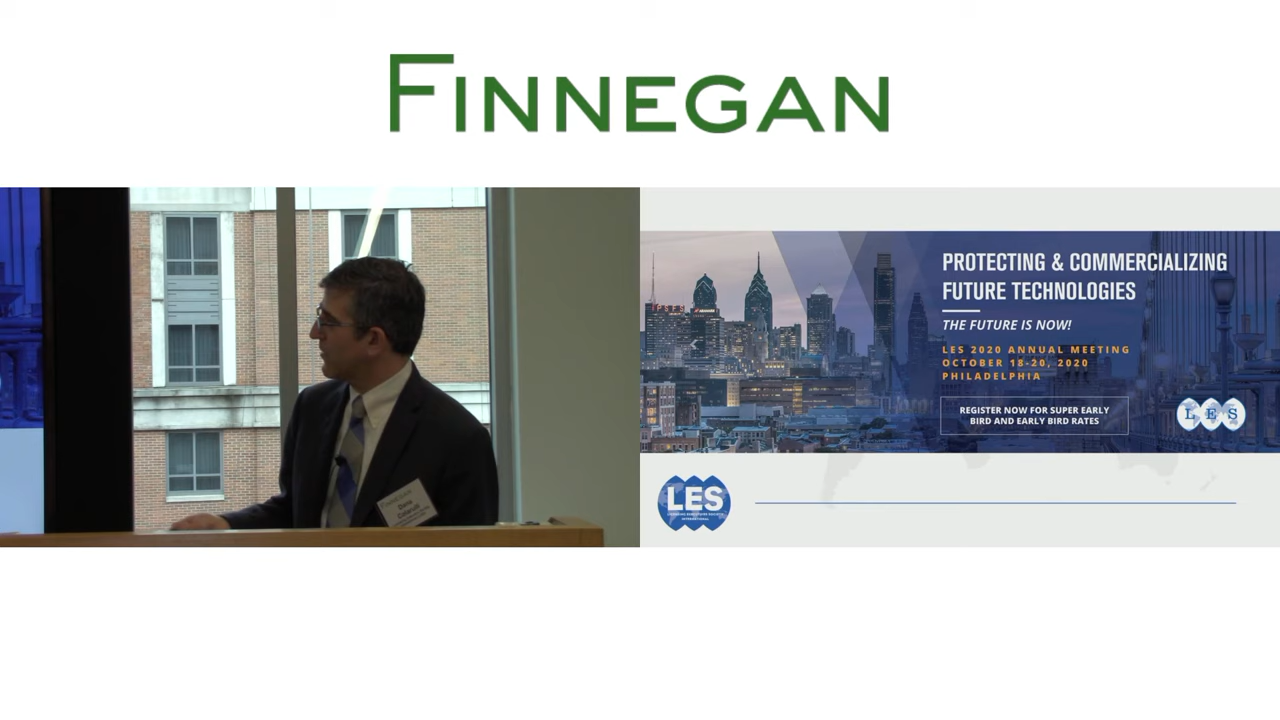 FINNEGAN
PROTECTING & COMMERCIALIZING
FUTURE TECHNOLOGIES
THE FUTURE IS NOW!
LES 2020 ANNUAL MEETING
OCTOBER 18-20, 2020
PHILADELPHIA
REGISTER NOW FOR SUPER EARLY
BIRD AND EARLY BIRD RATES
LES
LES
INTERNATIONAL